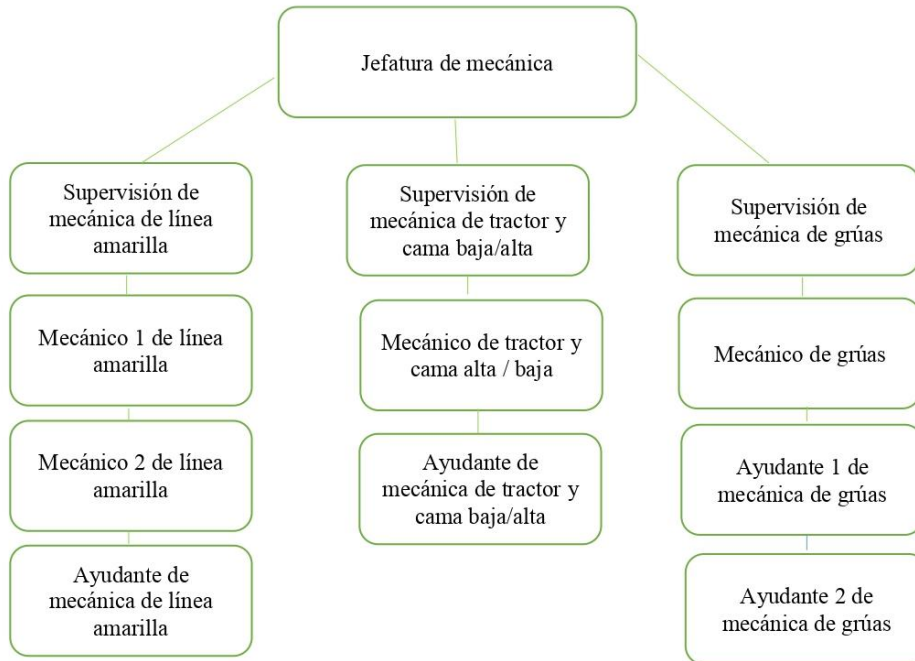 Jefatura de mecánica
Supervisión de
mecánica de línea
amarilla
Mecánico 1 de línea
amarilla
Mecánico 2 de línea
amarilla
Ayudante de
mecánica de línea
amarilla
Supervisión de
mecánica de tractor y
cama baja/alta
Mecánico de tractor y
cama alta / baja
Ayudante de
mecánica de tractor y
cama baja/alta
Supervisión de
mecánica de grúas
Mecánico de grúas
Ayudante 1 de
mecánica de grúas
Ayudante 2 de
mecánica de grúas